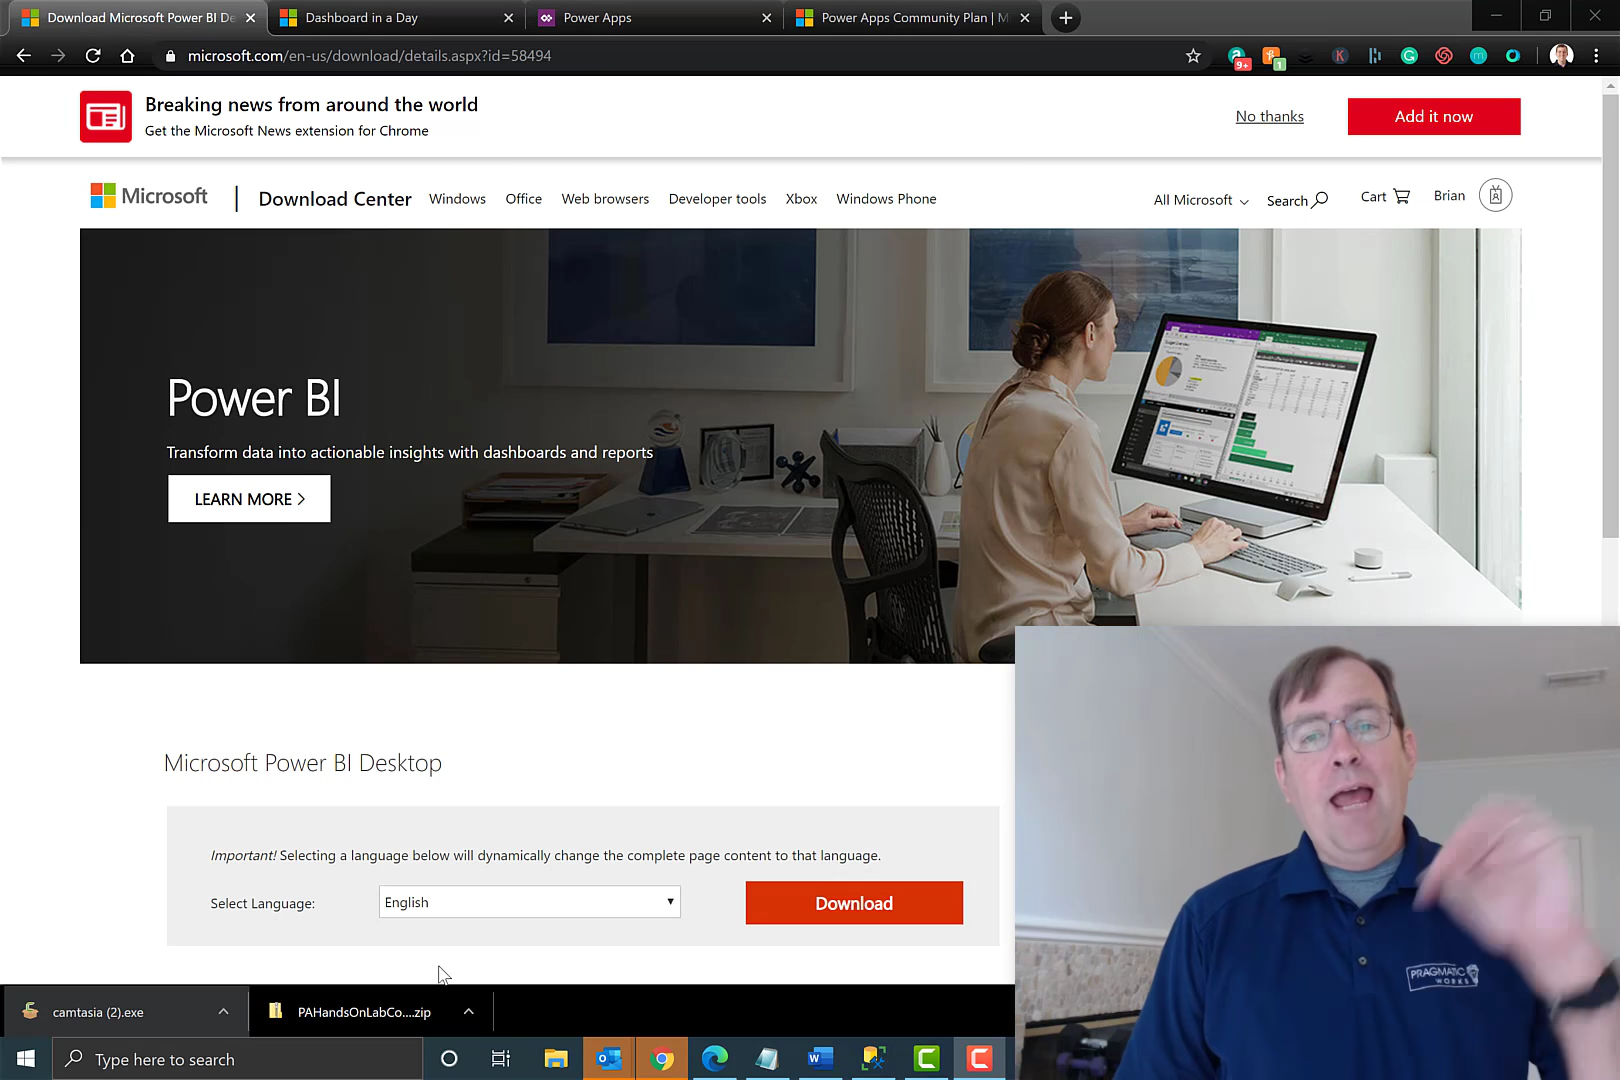 Download Microsoft Power BI De
Dashboard in a Day
Power Apps
Power Apps Community Plan | M
microsoft.com/en-us/download/details.aspx?id=58494
9+
1
Breaking news from around the world
Get the Microsoft News extension for Chrome
No thanks
Add it now
Microsoft
Download Center
Windows
Office
Web browsers
Developer tools
Xbox
Windows Phone
All Microsoft
Search
Cart
Brian
Power BI
Transform data into actionable insights with dashboards and reports
LEARN MORE
Microsoft Power BI Desktop
Important! Selecting a language below will dynamically change the complete page content to that language.
Select Language:
English
Download
PRAGMATIC
WORKS
camtasia (2).exe
PAHandsOnLabCo....zip
Type here to search